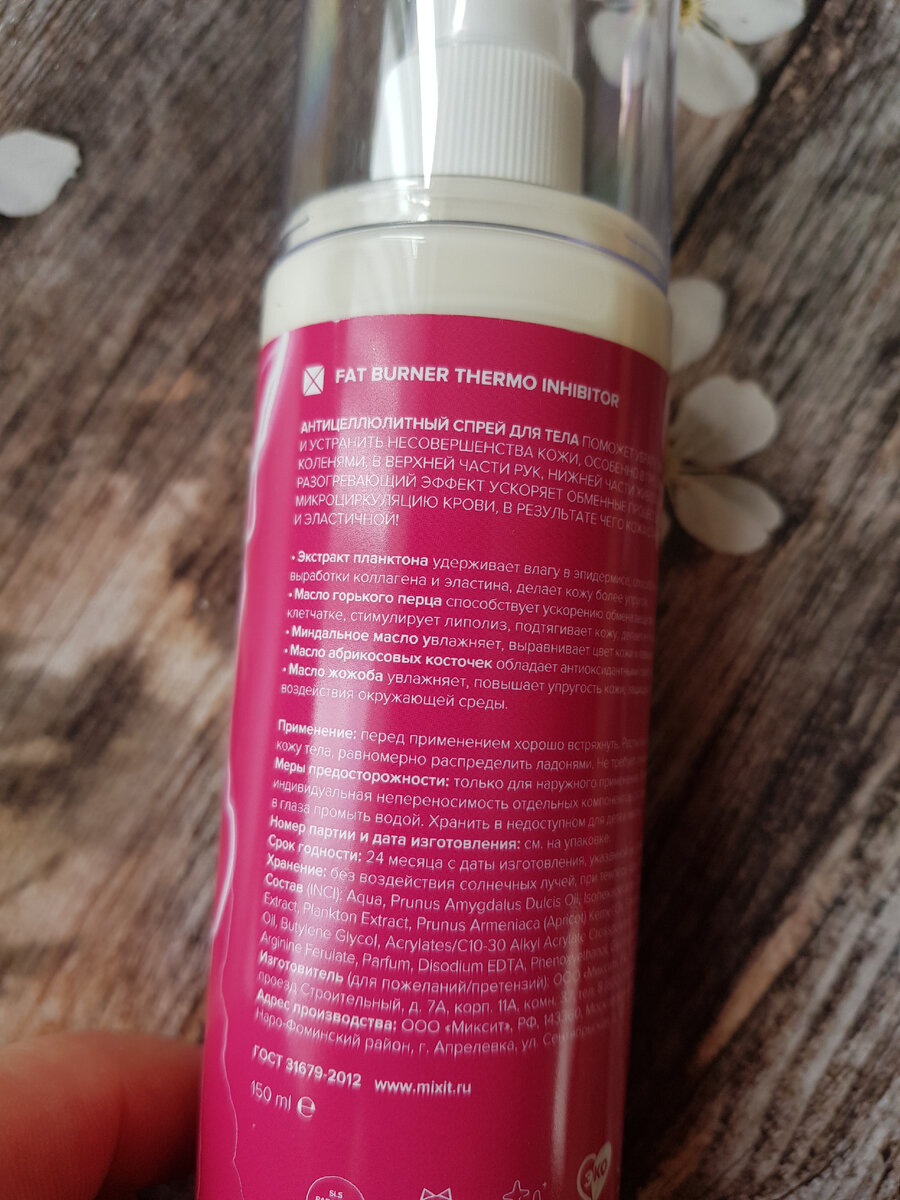 FAT BURNER THERMO INHIBITOR
АНТИЦЕЛЛЮЛИТНЫЙ СПРЕЙ ДЛЯ ТЕЛА ПОМОЖЕТ
И УСТРАНИТЬ НЕСОВЕРШЕНСТВА КОЖИ, ОСОБЕННО
КОЛЕНЯМИ, В ВЕРХНЕЙ ЧАСТИ РУК, НИЖНЕЙ ЧАСТИ
РАЗОГРЕВАЮЩИЙ ЭФФЕКТ УСКОРЯЕТ ОБМЕННЫЕ
МИКРОЦИРКУЛЯЦИЮ КРОВИ, В РЕЗУЛЬТАТЕ ЧЕГО
И ЭЛАСТИЧНОЙ!
• Экстракт планктона удерживает влагу в эпидермисе,
выработки коллагена и эластина, делает кожу более
• Масло горького перца способствует ускорению
клетчатке, стимулирует липолиз, подтягивает кожу,
• Миндальное масло увлажняет, выравнивает цвет кожи
• Масло абрикосовых косточек обладает
• Масло жожоба увлажняет, повышает упругость кожи,
воздействия окружающей среды.
Применение: перед применением хорошо встряхнуть.
кожу тела, равномерно распределить ладонями. Не
Меры предосторожности: только для наружного
индивидуальная непереносимость отдельных
в глаза промыть водой. Хранить в недоступном для
Номер партии и дата изготовления: см. на упаковке.
Срок годности: 24 месяца с даты изготовления,
Хранение: без воздействия солнечных лучей, при
Состав (INCI): Aqua, Prunus Amygdalus Dulcis Oil,
Extract, Plankton Extract, Prunus Armeniaca (Apricot)
Oil, Butylene Glycol, Acrylates/C10-30 Alkyl Acrylate
Arginine Ferulate, Parfum, Disodium EDTA, Phenoxyethanol,
Изготовитель (для пожеланий/претензий): ООО
проезд Строительный, д. 7А, корп. 11А, комн.
Адрес производства: ООО «Миксит», РФ,
Наро-Фоминский район, г. Апрелевка, ул.
ГОСТ 31679-2012 www.mixit.ru
150 ml ℮
SLS
ЭКО